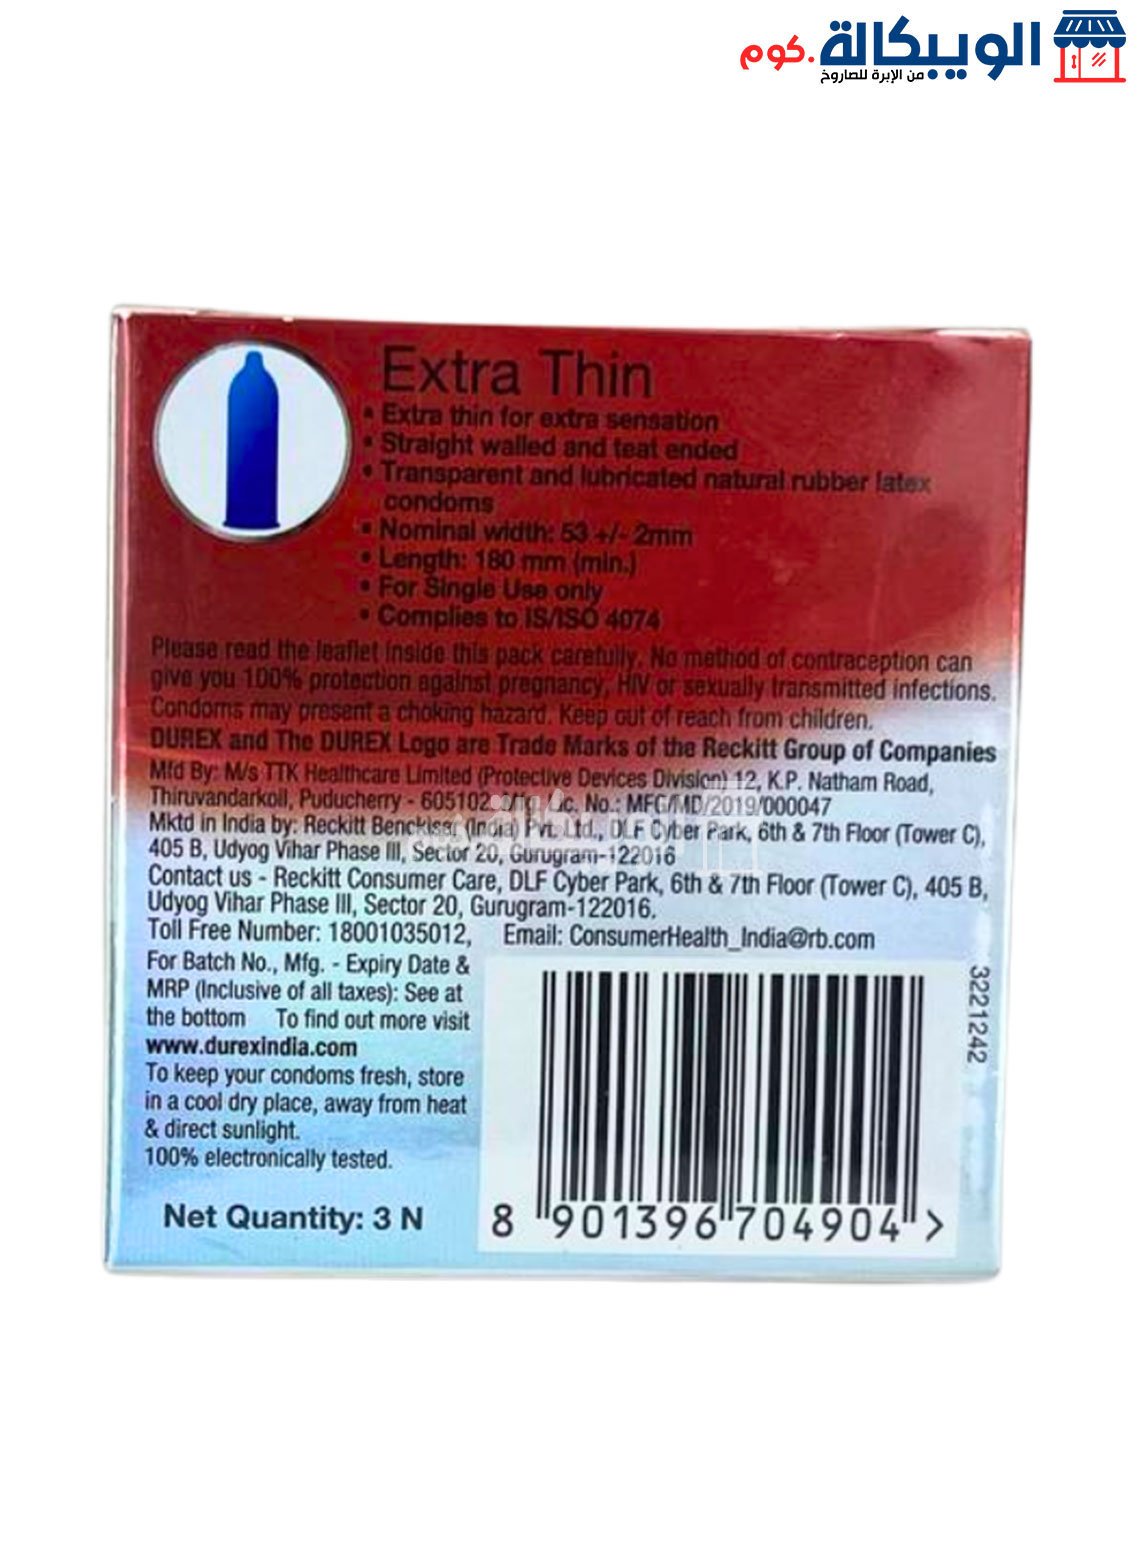 الويبكالة.كوم
من الإبرة للصاروخ
Extra Thin
• Extra thin for extra sensation
• Straight walled and teat ended
• Transparent and lubricated natural rubber latex
condoms
• Nominal width: 53 +/- 2mm
• Length: 180 mm (min.)
• For Single Use only
• Complies to IS/ISO 4074
Please read the leaflet inside this pack carefully. No method of contraception can
give you 100% protection against pregnancy, HIV or sexually transmitted infections.
Condoms may present a choking hazard. Keep out of reach from children.
DUREX and The DUREX Logo are Trade Marks of the Reckitt Group of Companies
Mfd By: M/s TTK Healthcare Limited (Protective Devices Division) 12, K.P. Natham Road,
Thiruvandarkoil, Puducherry - 605102. Mfg. Lic. No.: MFG/MD/2019/000047
Mktd in India by: Reckitt Benckiser (India) Pvt. Ltd., DLF Cyber Park, 6th & 7th Floor (Tower C),
405 B, Udyog Vihar Phase III, Sector 20, Gurugram-122016
Contact us - Reckitt Consumer Care, DLF Cyber Park, 6th & 7th Floor (Tower C), 405 B,
Udyog Vihar Phase III, Sector 20, Gurugram-122016.
Toll Free Number: 18001035012, Email: ConsumerHealth_India@rb.com
For Batch No., Mfg. - Expiry Date &
MRP (Inclusive of all taxes): See at
the bottom To find out more visit
www.durexindia.com
To keep your condoms fresh, store
in a cool dry place, away from heat
& direct sunlight.
100% electronically tested.
Net Quantity: 3 N
8 901396 704904 >
3221242